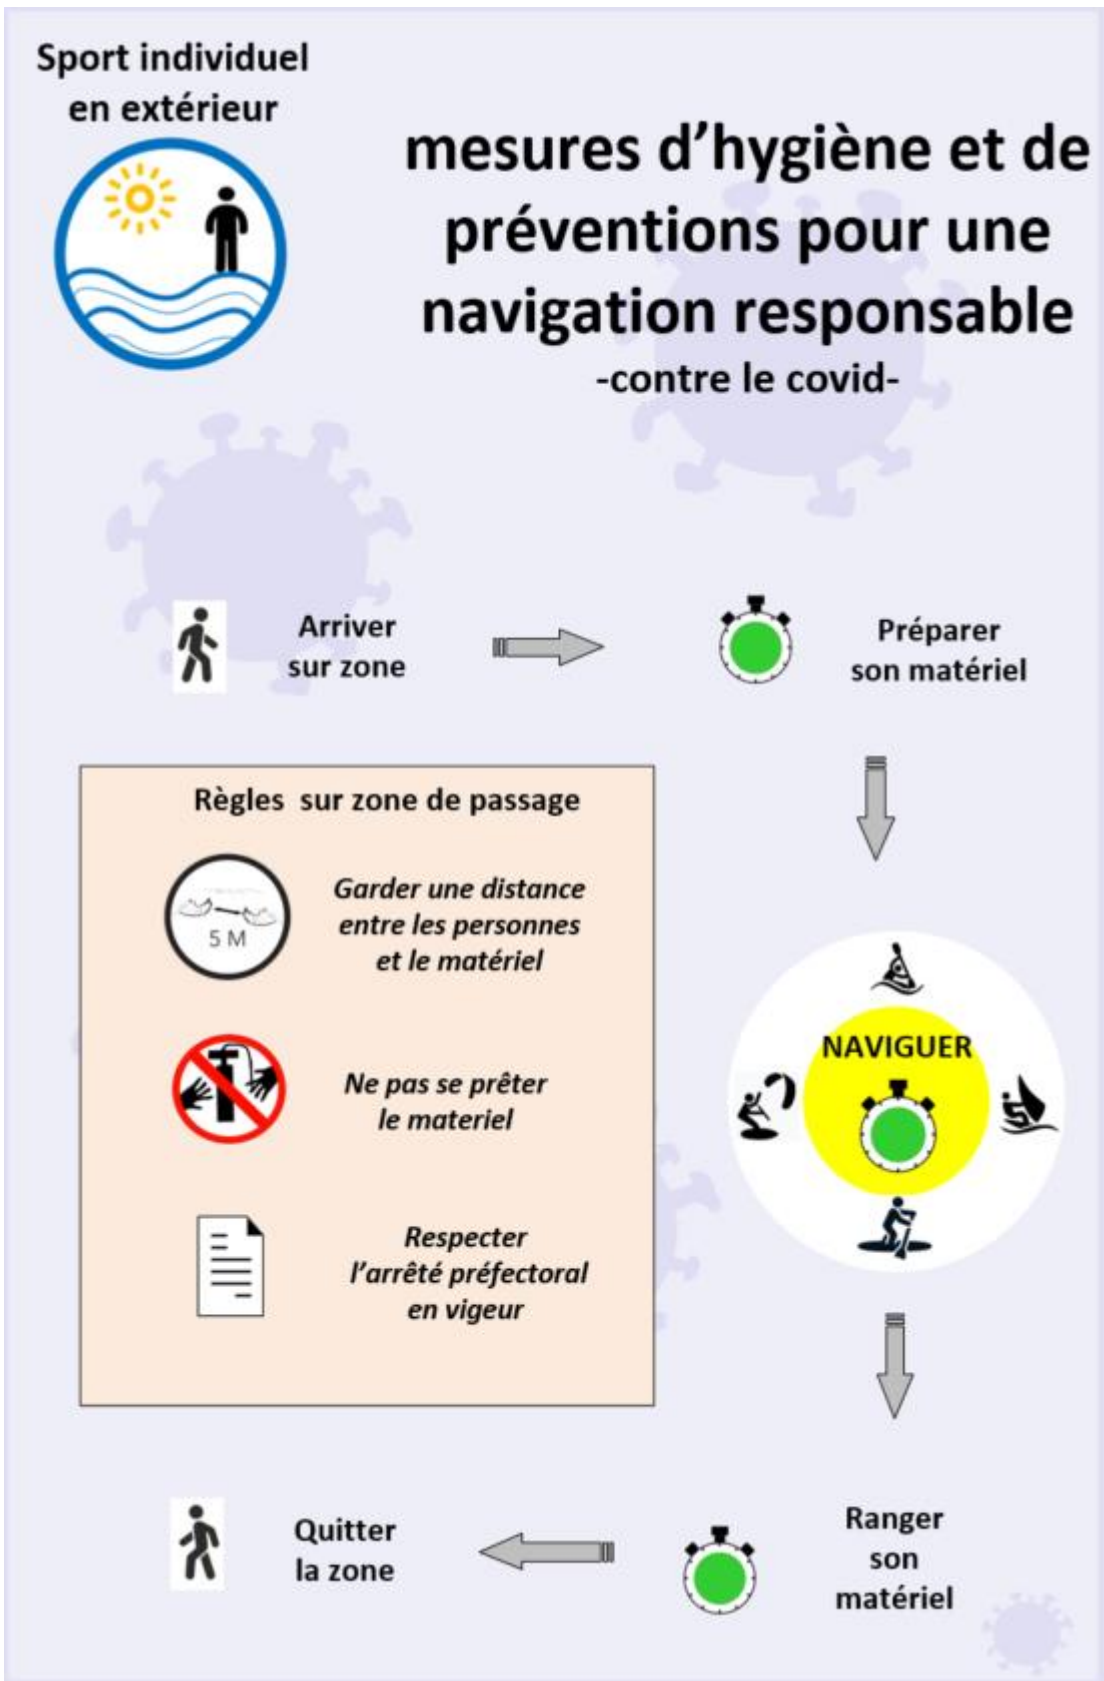 Sport individuel
en extérieur
mesures d'hygiène et de
préventions pour une
navigation responsable
-contre le covid-
Arriver
sur zone
Préparer
son matériel
Règles sur zone de passage
Garder une distance
entre les personnes
et le matériel
5 M
Ne pas se prêter
le materiel
Respecter
l'arrêté préfectoral
en vigeur
NAVIGUER
Ranger
son
matériel
Quitter
la zone